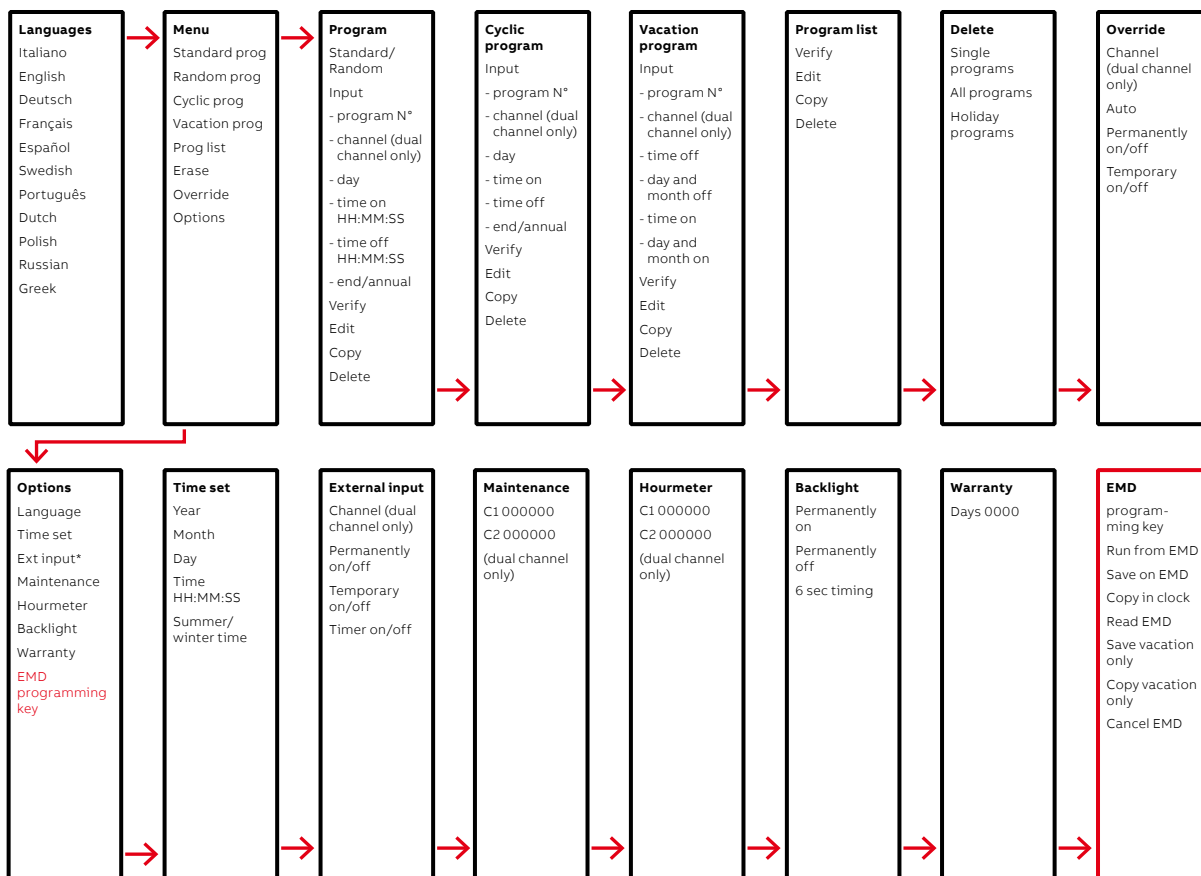 Languages
Italiano
English
Deutsch
Français
Español
Swedish
Português
Dutch
Polish
Russian
Greek
Menu
Standard prog
Random prog
Cyclic prog
Vacation prog
Prog list
Erase
Override
Options
Program
Standard/
Random
Input
- program N°
- channel (dual
channel only)
- day
- time on
HH:MM:SS
- time off
HH:MM:SS
- end/annual
Verify
Edit
Copy
Delete
Cyclic
program
Input
- program N°
- channel (dual
channel only)
- day
- time on
- time off
- end/annual
Verify
Edit
Copy
Delete
Vacation
program
Input
- program N°
- channel (dual
channel only)
- time off
- day and
month off
- time on
- day and
month on
Verify
Edit
Copy
Delete
Program list
Verify
Edit
Copy
Delete
Delete
Single
programs
All programs
Holiday
programs
Override
Channel
(dual channel
only)
Auto
Permanently
on/off
Temporary
on/off
Options
Language
Time set
Ext input*
Maintenance
Hourmeter
Backlight
Warranty
EMD
programming
key
Time set
Year
Month
Day
Time
HH:MM:SS
Summer/
winter time
External input
Channel (dual
channel only)
Permanently
on/off
Temporary
on/off
Timer on/off
Maintenance
C1 000000
C2 000000
(dual channel
only)
Hourmeter
C1 000000
C2 000000
(dual channel
only)
Backlight
Permanently
on
Permanently
off
6 sec timing
Warranty
Days 0000
EMD
program-
ming key
Run from EMD
Save on EMD
Copy in clock
Read EMD
Save vacation
only
Copy vacation
only
Cancel EMD